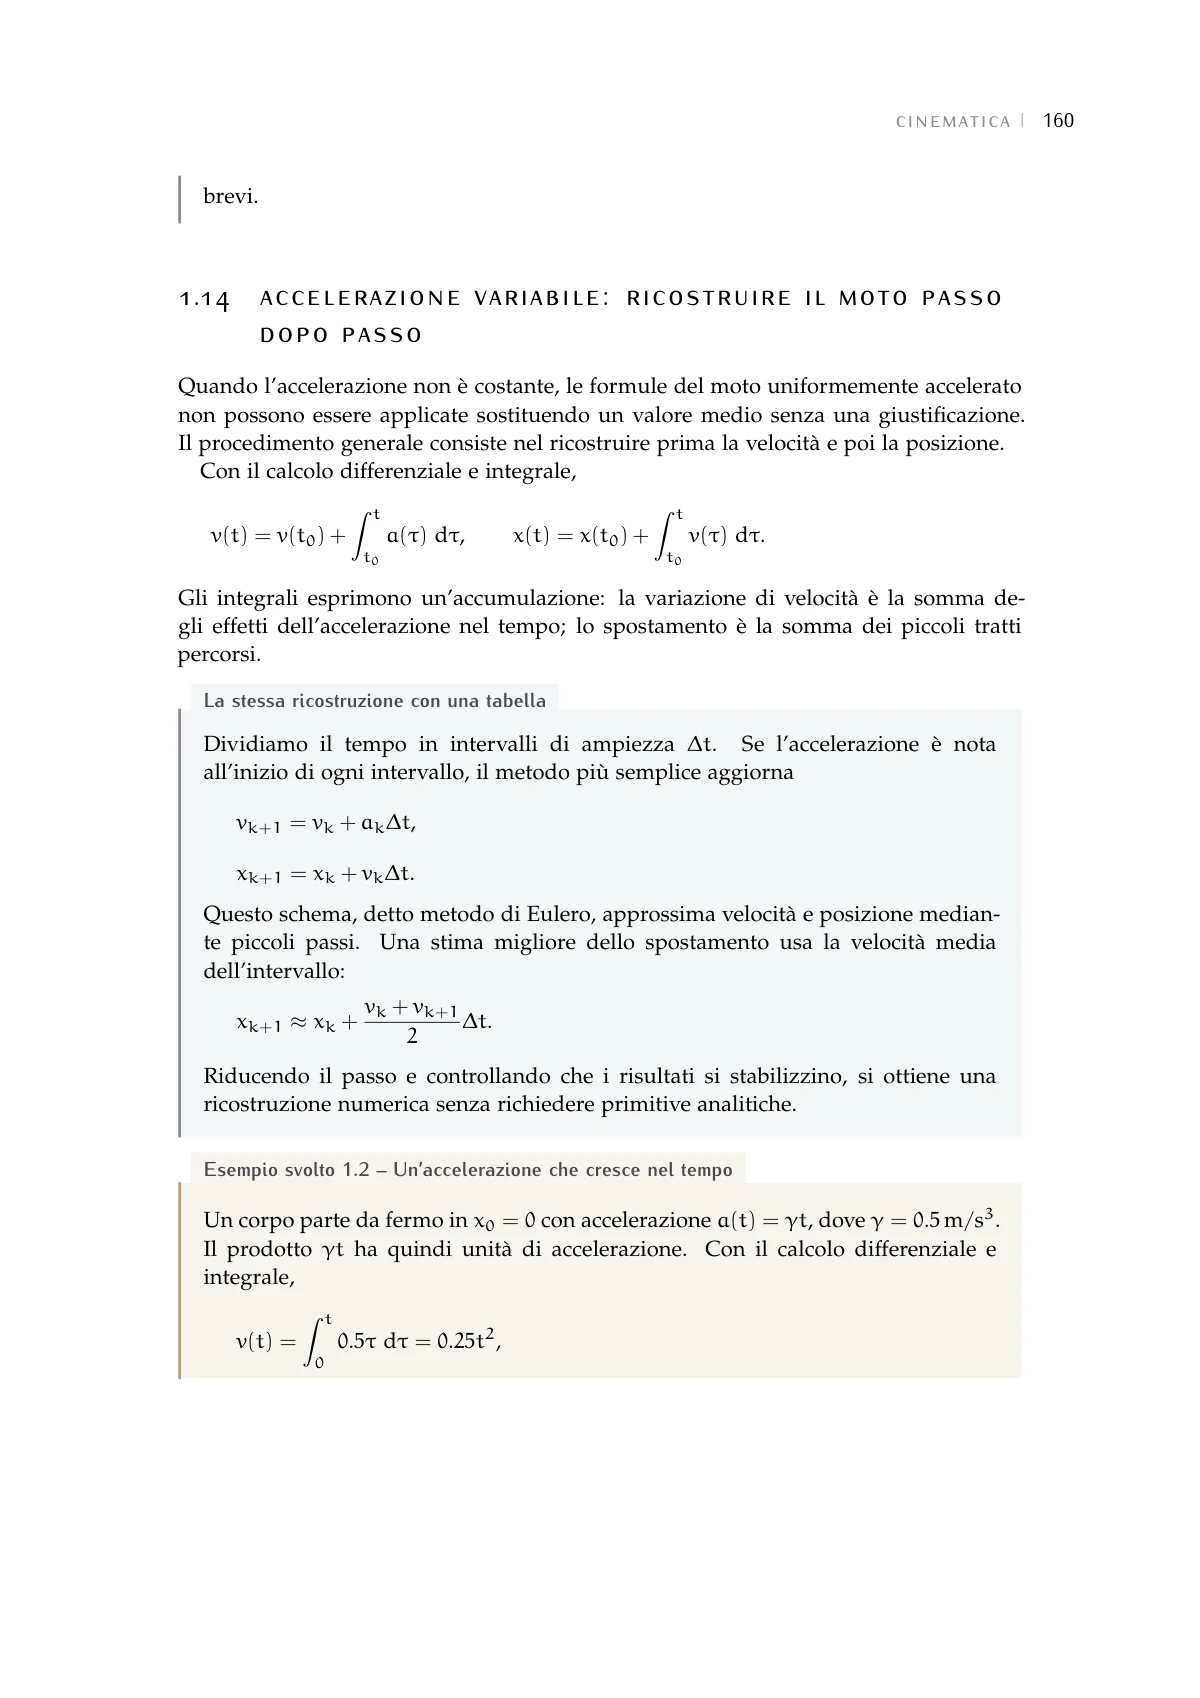 CINEMATICA | 160
brevi.
1.14 ACCELERAZIONE VARIABILE: RICOSTRUIRE IL MOTO PASSO
DOPO PASSO
Quando l'accelerazione non è costante, le formule del moto uniformemente accelerato
non possono essere applicate sostituendo un valore medio senza una giustificazione.
Il procedimento generale consiste nel ricostruire prima la velocità e poi la posizione.
Con il calcolo differenziale e integrale,
v(t) = v(t₀) + ∫_{t₀}^{t} a(τ) dτ, x(t) = x(t₀) + ∫_{t₀}^{t} v(τ) dτ.
Gli integrali esprimono un'accumulazione: la variazione di velocità è la somma de-
gli effetti dell'accelerazione nel tempo; lo spostamento è la somma dei piccoli tratti
percorsi.
La stessa ricostruzione con una tabella
Dividiamo il tempo in intervalli di ampiezza Δt. Se l'accelerazione è nota
all'inizio di ogni intervallo, il metodo più semplice aggiorna
v_{k+1} = v_k + a_kΔt,
x_{k+1} = x_k + v_kΔt.
Questo schema, detto metodo di Eulero, approssima velocità e posizione median-
te piccoli passi. Una stima migliore dello spostamento usa la velocità media
dell'intervallo:
x_{k+1} ≈ x_k + \frac{v_k + v_{k+1}}{2}Δt.
Riducendo il passo e controllando che i risultati si stabilizzino, si ottiene una
ricostruzione numerica senza richiedere primitive analitiche.
Esempio svolto 1.2 – Un'accelerazione che cresce nel tempo
Un corpo parte da fermo in x₀ = 0 con accelerazione a(t) = γt, dove γ = 0.5 m/s³.
Il prodotto γt ha quindi unità di accelerazione. Con il calcolo differenziale e
integrale,
v(t) = ∫_{0}^{t} 0.5τ dτ = 0.25t²,